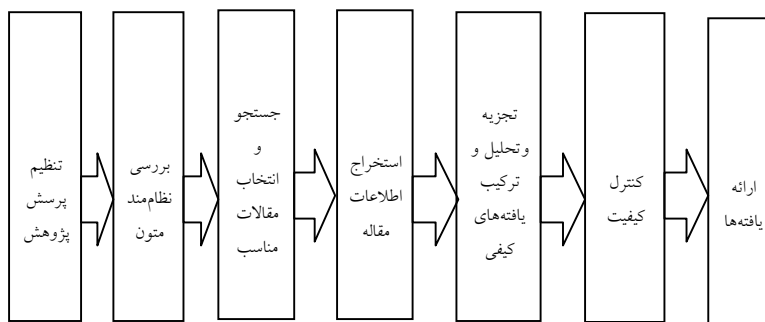 تنظیم
پرسش
پژوهش
بررسی
نظام‌مند
متون
جستجو
و
انتخاب
مقالات
مناسب
استخراج
اطلاعات
مقاله
تجزیه
وتحلیل و
ترکیب
یافته‌های
کیفی
کنترل
کیفیت
ارائه
یافته‌ها